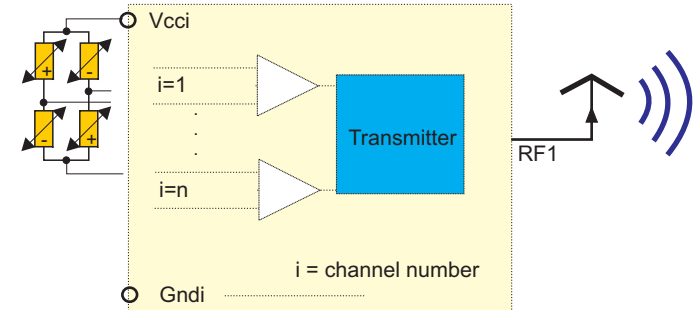 Vcci
+ -
i=1
- +
Transmitter
RF1
i=n
i = channel number
Gndi